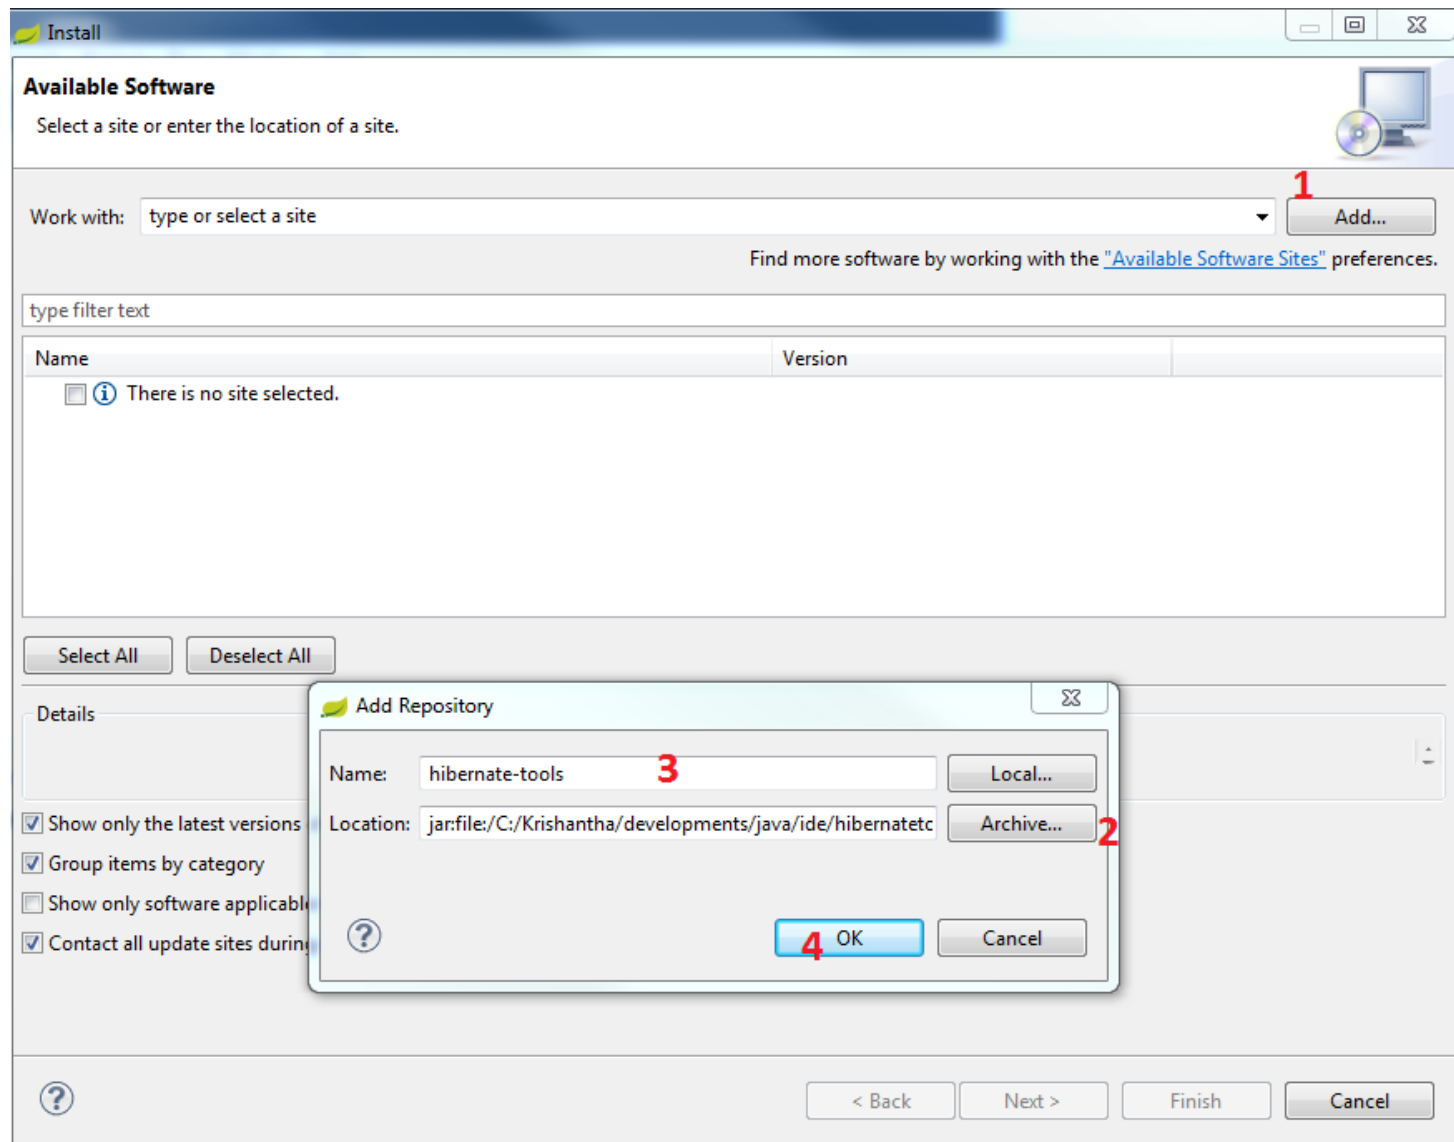 Install
Available Software
Select a site or enter the location of a site.
1
Work with: type or select a site Add...
Find more software by working with the "Available Software Sites" preferences.
type filter text
Name Version
There is no site selected.
Select All Deselect All
Add Repository
Details
Name: hibernate-tools 3 Local...
Show only the latest versions Location: jar:file:/C:/Krishantha/developments/java/ide/hibernatetc Archive... 2
Group items by category
Show only software applicable
Contact all update sites during
4 OK Cancel
< Back Next > Finish Cancel